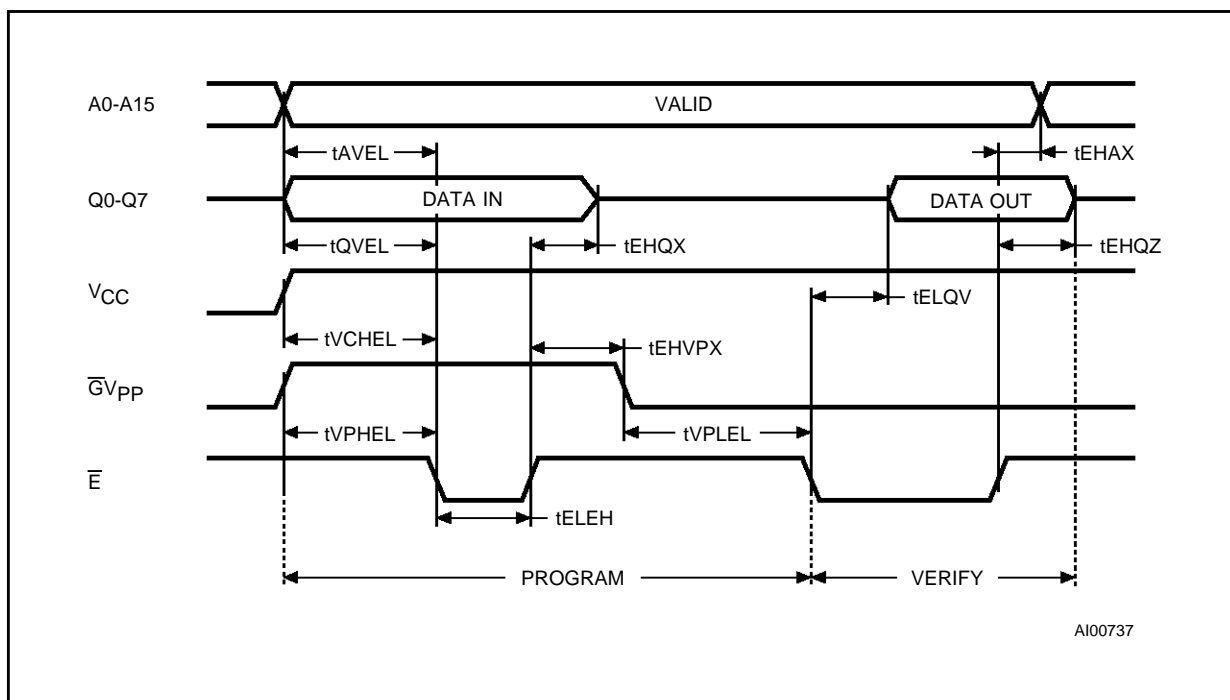 A0-A15
VALID
tAVEL
tEHAX
Q0-Q7
DATA IN
DATA OUT
tQVEL
tEHQX
tEHQZ
VCC
tELQV
tVCHEL
tEHVPX
G̅VPP
tVPHEL
tVPLEL
E̅
tELEH
PROGRAM
VERIFY
AI00737